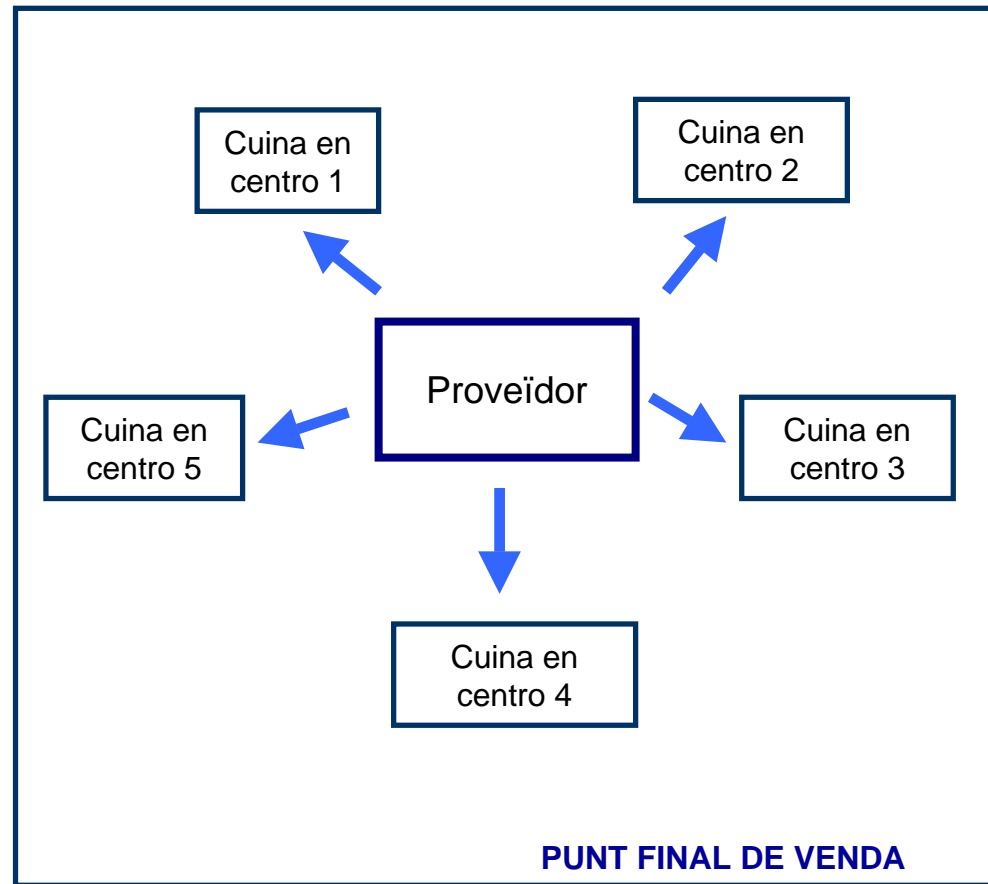 Cuina en
centro 1
Cuina en
centro 2
Proveïdor
Cuina en
centro 5
Cuina en
centro 3
Cuina en
centro 4
PUNT FINAL DE VENDA